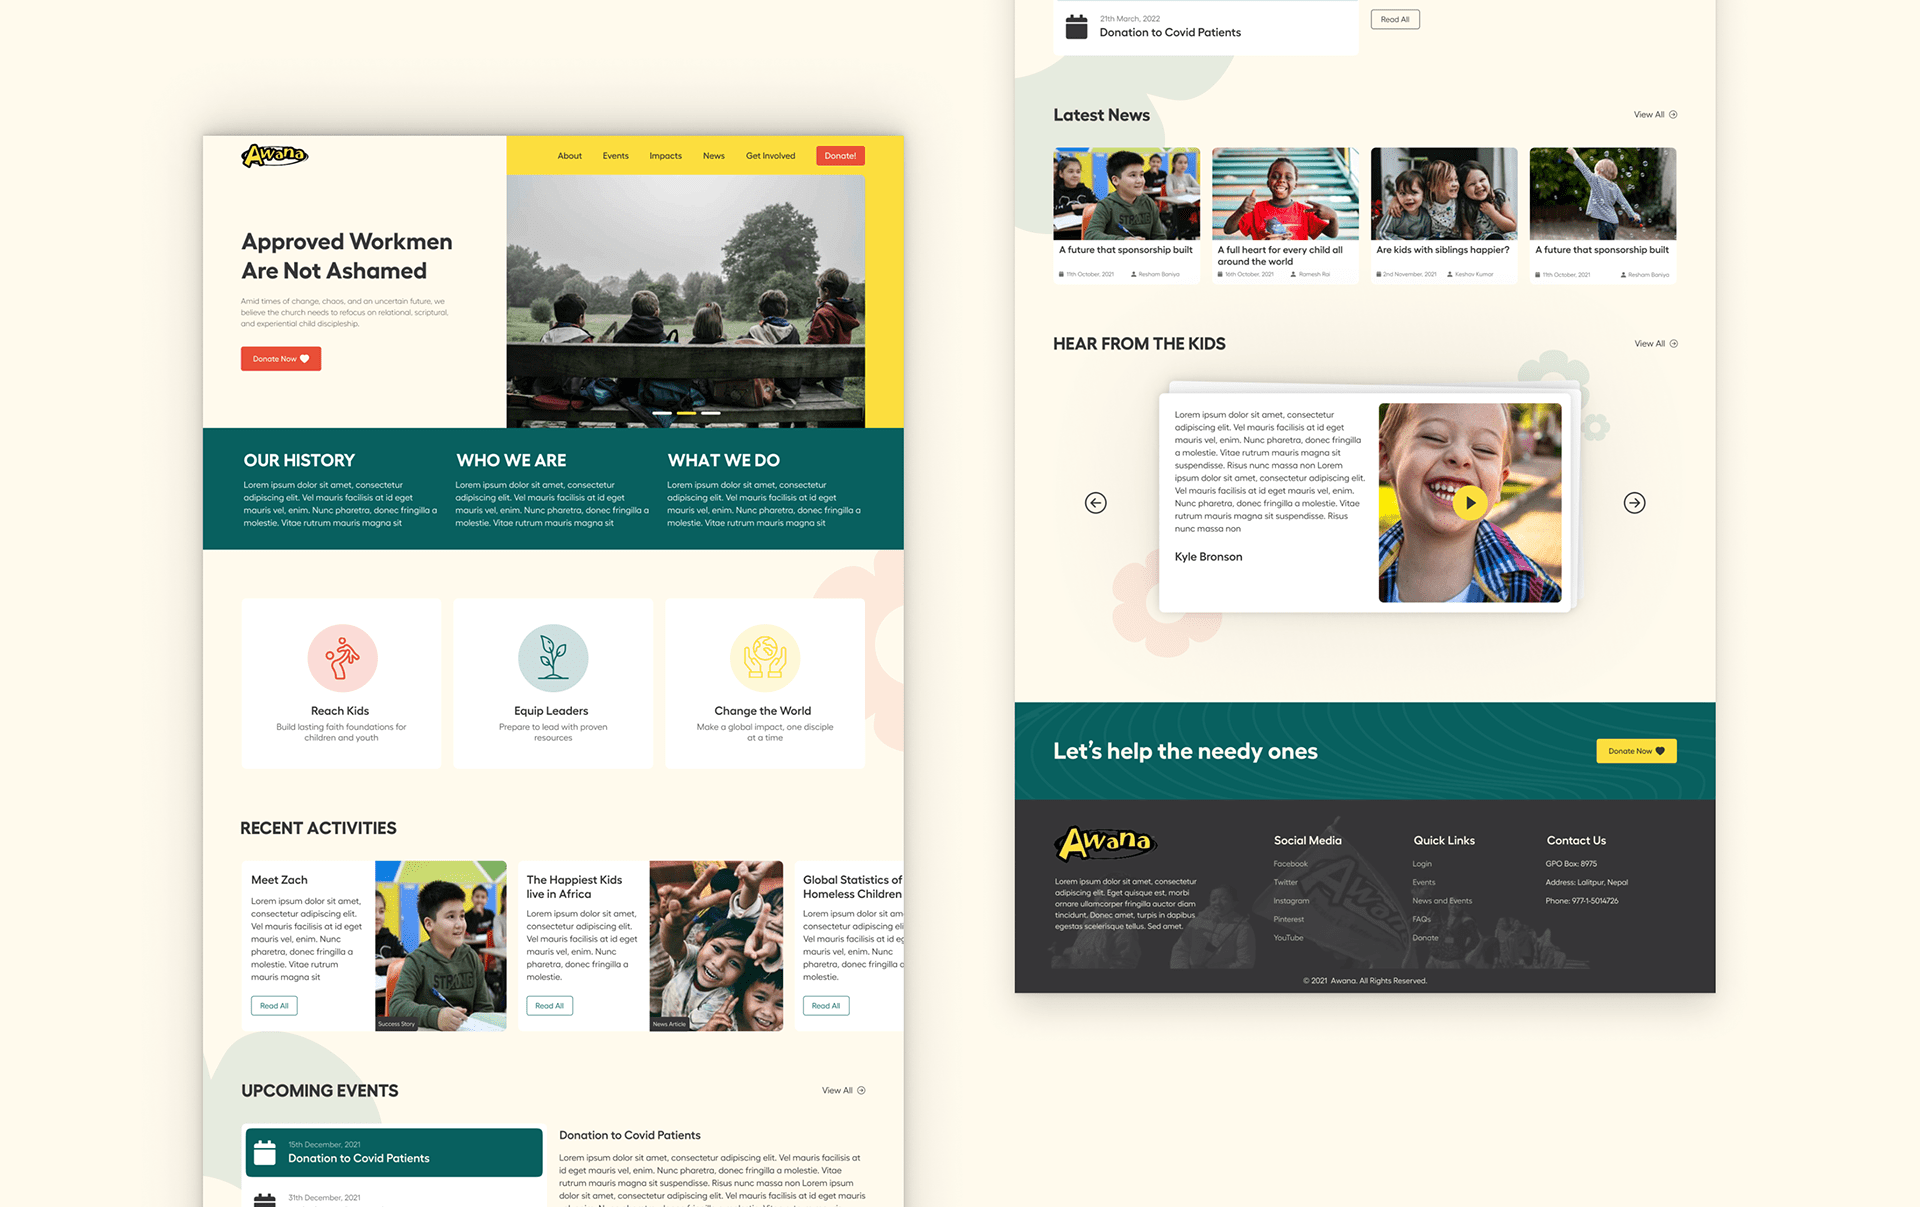 Awana
About Events Impacts News Get Involved Donate!
Approved Workmen
Are Not Ashamed
Amid times of change, chaos, and an uncertain future, we
believe the church needs to refocus on relational, scriptural,
and experiential child discipleship.
Donate Now
OUR HISTORY
Lorem ipsum dolor sit amet, consectetur
adipiscing elit. Vel mauris facilisis at id eget
mauris vel, enim. Nunc pharetra, donec fringilla a
molestie. Vitae rutrum mauris magna sit
WHO WE ARE
Lorem ipsum dolor sit amet, consectetur
adipiscing elit. Vel mauris facilisis at id eget
mauris vel, enim. Nunc pharetra, donec fringilla a
molestie. Vitae rutrum mauris magna sit
WHAT WE DO
Lorem ipsum dolor sit amet, consectetur
adipiscing elit. Vel mauris facilisis at id eget
mauris vel, enim. Nunc pharetra, donec fringilla a
molestie. Vitae rutrum mauris magna sit
Reach Kids
Build lasting faith foundations for
children and youth
Equip Leaders
Prepare to lead with proven
resources
Change the World
Make a global impact, one disciple
at a time
RECENT ACTIVITIES
Meet Zach
Lorem ipsum dolor sit amet,
consectetur adipiscing elit.
Vel mauris facilisis at id eget
mauris vel, enim. Nunc
pharetra, donec fringilla a
molestie. Vitae rutrum
mauris magna sit
Read All
STRONG
Success Story
The Happiest Kids
live in Africa
Lorem ipsum dolor sit amet,
consectetur adipiscing elit.
Vel mauris facilisis at id eget
mauris vel, enim. Nunc
pharetra, donec fringilla a
molestie.
Read All
News Article
Global Statistics of
Homeless Children
Lorem ipsum dolor sit am
consectetur adipiscing eli
Vel mauris facilisis at id eg
mauris vel, enim. Nunc
pharetra, donec fringilla a
molestie.
Read All
UPCOMING EVENTS
View All
15th December, 2021
Donation to Covid Patients
31th December, 2021
Donation to Covid Patients
Lorem ipsum dolor sit amet, consectetur adipiscing elit. Vel mauris facilisis at
id eget mauris vel, enim. Nunc pharetra, donec fringilla a molestie. Vitae
rutrum mauris magna sit suspendisse. Risus nunc massa non Lorem ipsum
dolor sit amet, consectetur adipiscing elit. Vel mauris facilisis at id eget mauris
21th March, 2022
Donation to Covid Patients
Read All
Latest News
View All
STRONG
A future that sponsorship built
11th October, 2021 Resham Baniya
A full heart for every child all
around the world
16th October, 2021 Ramesh Rai
Are kids with siblings happier?
2nd November, 2021 Keshav Kumar
A future that sponsorship built
11th October, 2021 Resham Baniya
HEAR FROM THE KIDS
View All
Lorem ipsum dolor sit amet, consectetur
adipiscing elit. Vel mauris facilisis at id eget
mauris vel, enim. Nunc pharetra, donec fringilla
a molestie. Vitae rutrum mauris magna sit
suspendisse. Risus nunc massa non Lorem
ipsum dolor sit amet, consectetur adipiscing elit.
Vel mauris facilisis at id eget mauris vel, enim.
Nunc pharetra, donec fringilla a molestie. Vitae
rutrum mauris magna sit suspendisse. Risus
nunc massa non
Kyle Bronson
Let's help the needy ones
Donate Now
Awana
Lorem ipsum dolor sit amet, consectetur
adipiscing elit. Eget quisque est, morbi
ornare ullamcorper fringilla auctor diam
tincidunt. Donec amet, turpis in dapibus
egestas scelerisque tellus. Sed amet.
Social Media
Facebook
Twitter
Instagram
Pinterest
YouTube
Quick Links
Login
Events
News and Events
FAQs
Donate
Contact Us
GPO Box: 8975
Address: Lalitpur, Nepal
Phone: 977-1-5014726
© 2021 Awana. All Rights Reserved.